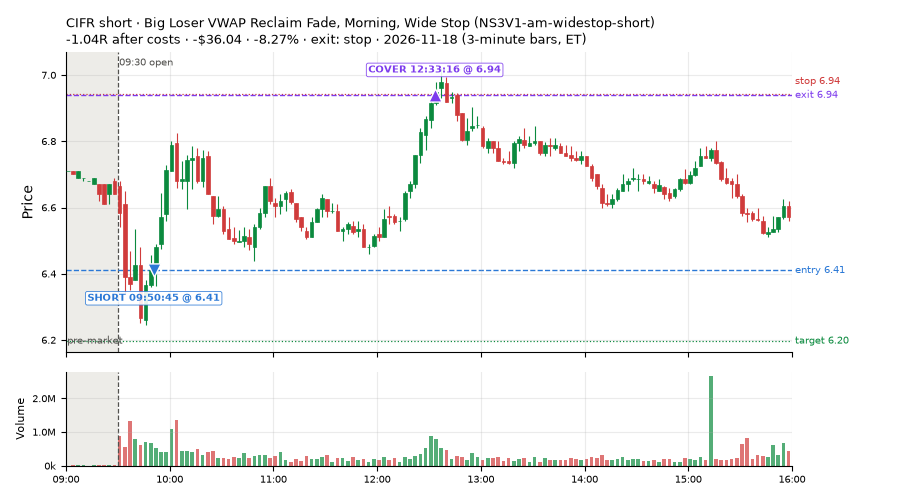 CIFR short · Big Loser VWAP Reclaim Fade, Morning, Wide Stop (NS3V1-am-widestop-short)
-1.04R after costs · -$36.04 · -8.27% · exit: stop · 2026-11-18 (3-minute bars, ET)
09:30 open
COVER 12:33:16 @ 6.94
stop 6.94
exit 6.94
entry 6.41
SHORT 09:50:45 @ 6.41
pre-market
target 6.20
Price
7.0
6.8
6.6
6.4
6.2
Volume
2.0M
1.0M
0k
09:00
10:00
11:00
12:00
13:00
14:00
15:00
16:00